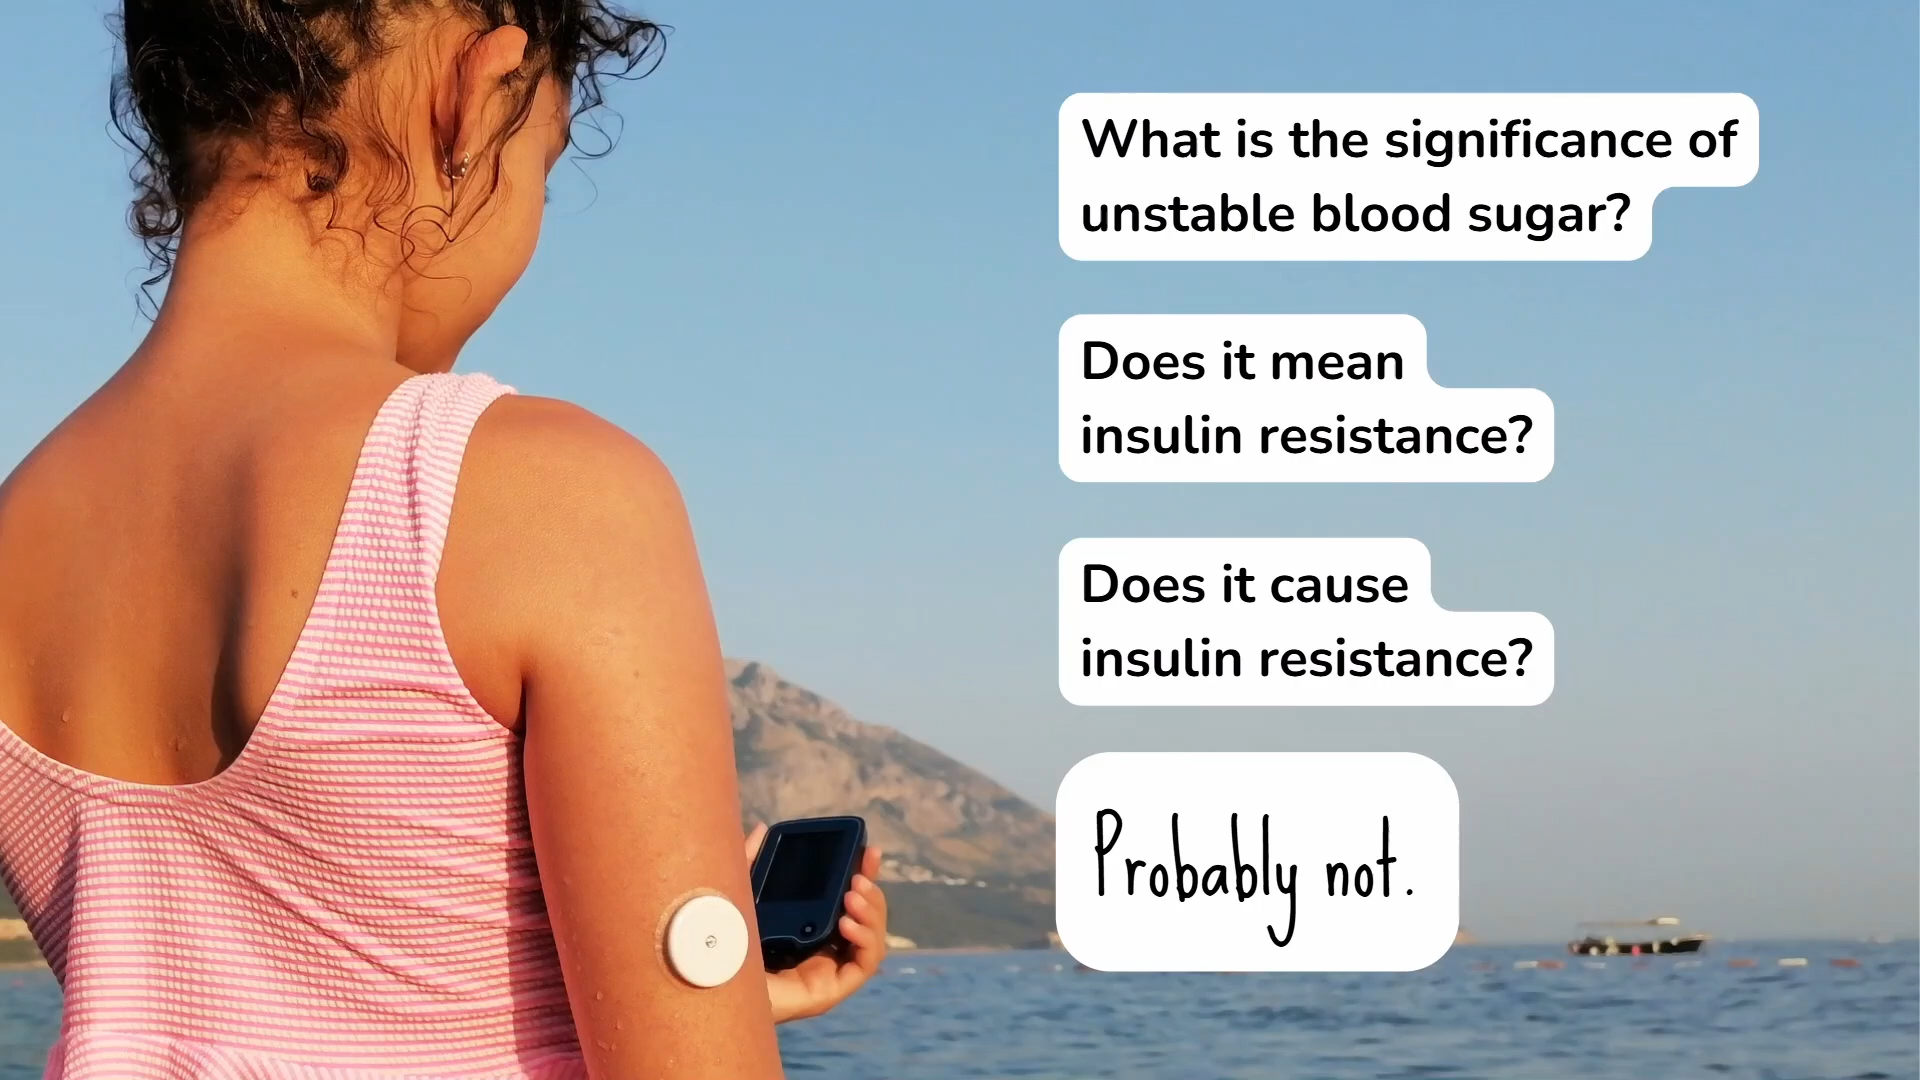 What is the significance of
unstable blood sugar?
Does it mean
insulin resistance?
Does it cause
insulin resistance?
Probably not.